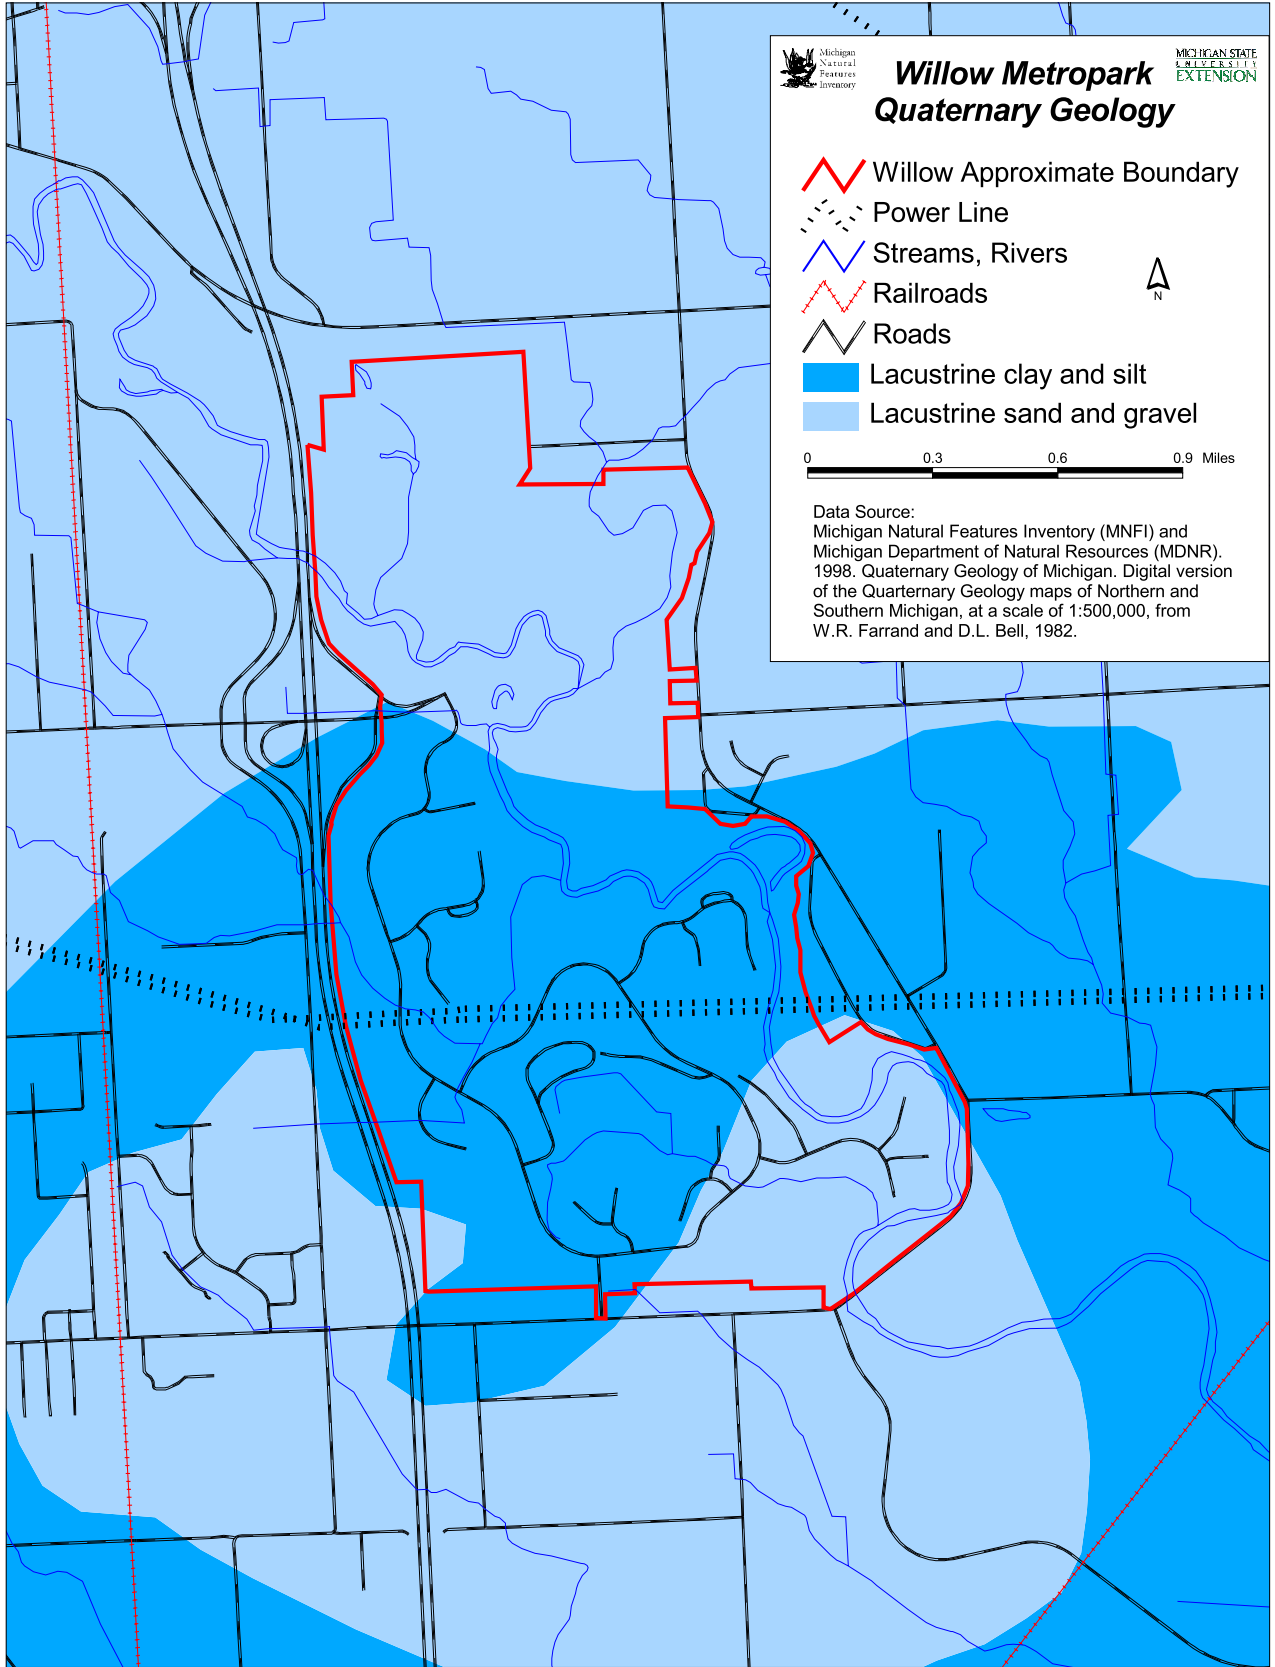 Michigan
Natural
Features
Inventory
MICHIGAN STATE
UNIVERSITY
EXTENSION
Willow Metropark
Quaternary Geology
Willow Approximate Boundary
Power Line
Streams, Rivers
Railroads
Roads
Lacustrine clay and silt
Lacustrine sand and gravel
N
0 0.3 0.6 0.9 Miles
Data Source:
Michigan Natural Features Inventory (MNFI) and
Michigan Department of Natural Resources (MDNR).
1998. Quaternary Geology of Michigan. Digital version
of the Quarternary Geology maps of Northern and
Southern Michigan, at a scale of 1:500,000, from
W.R. Farrand and D.L. Bell, 1982.